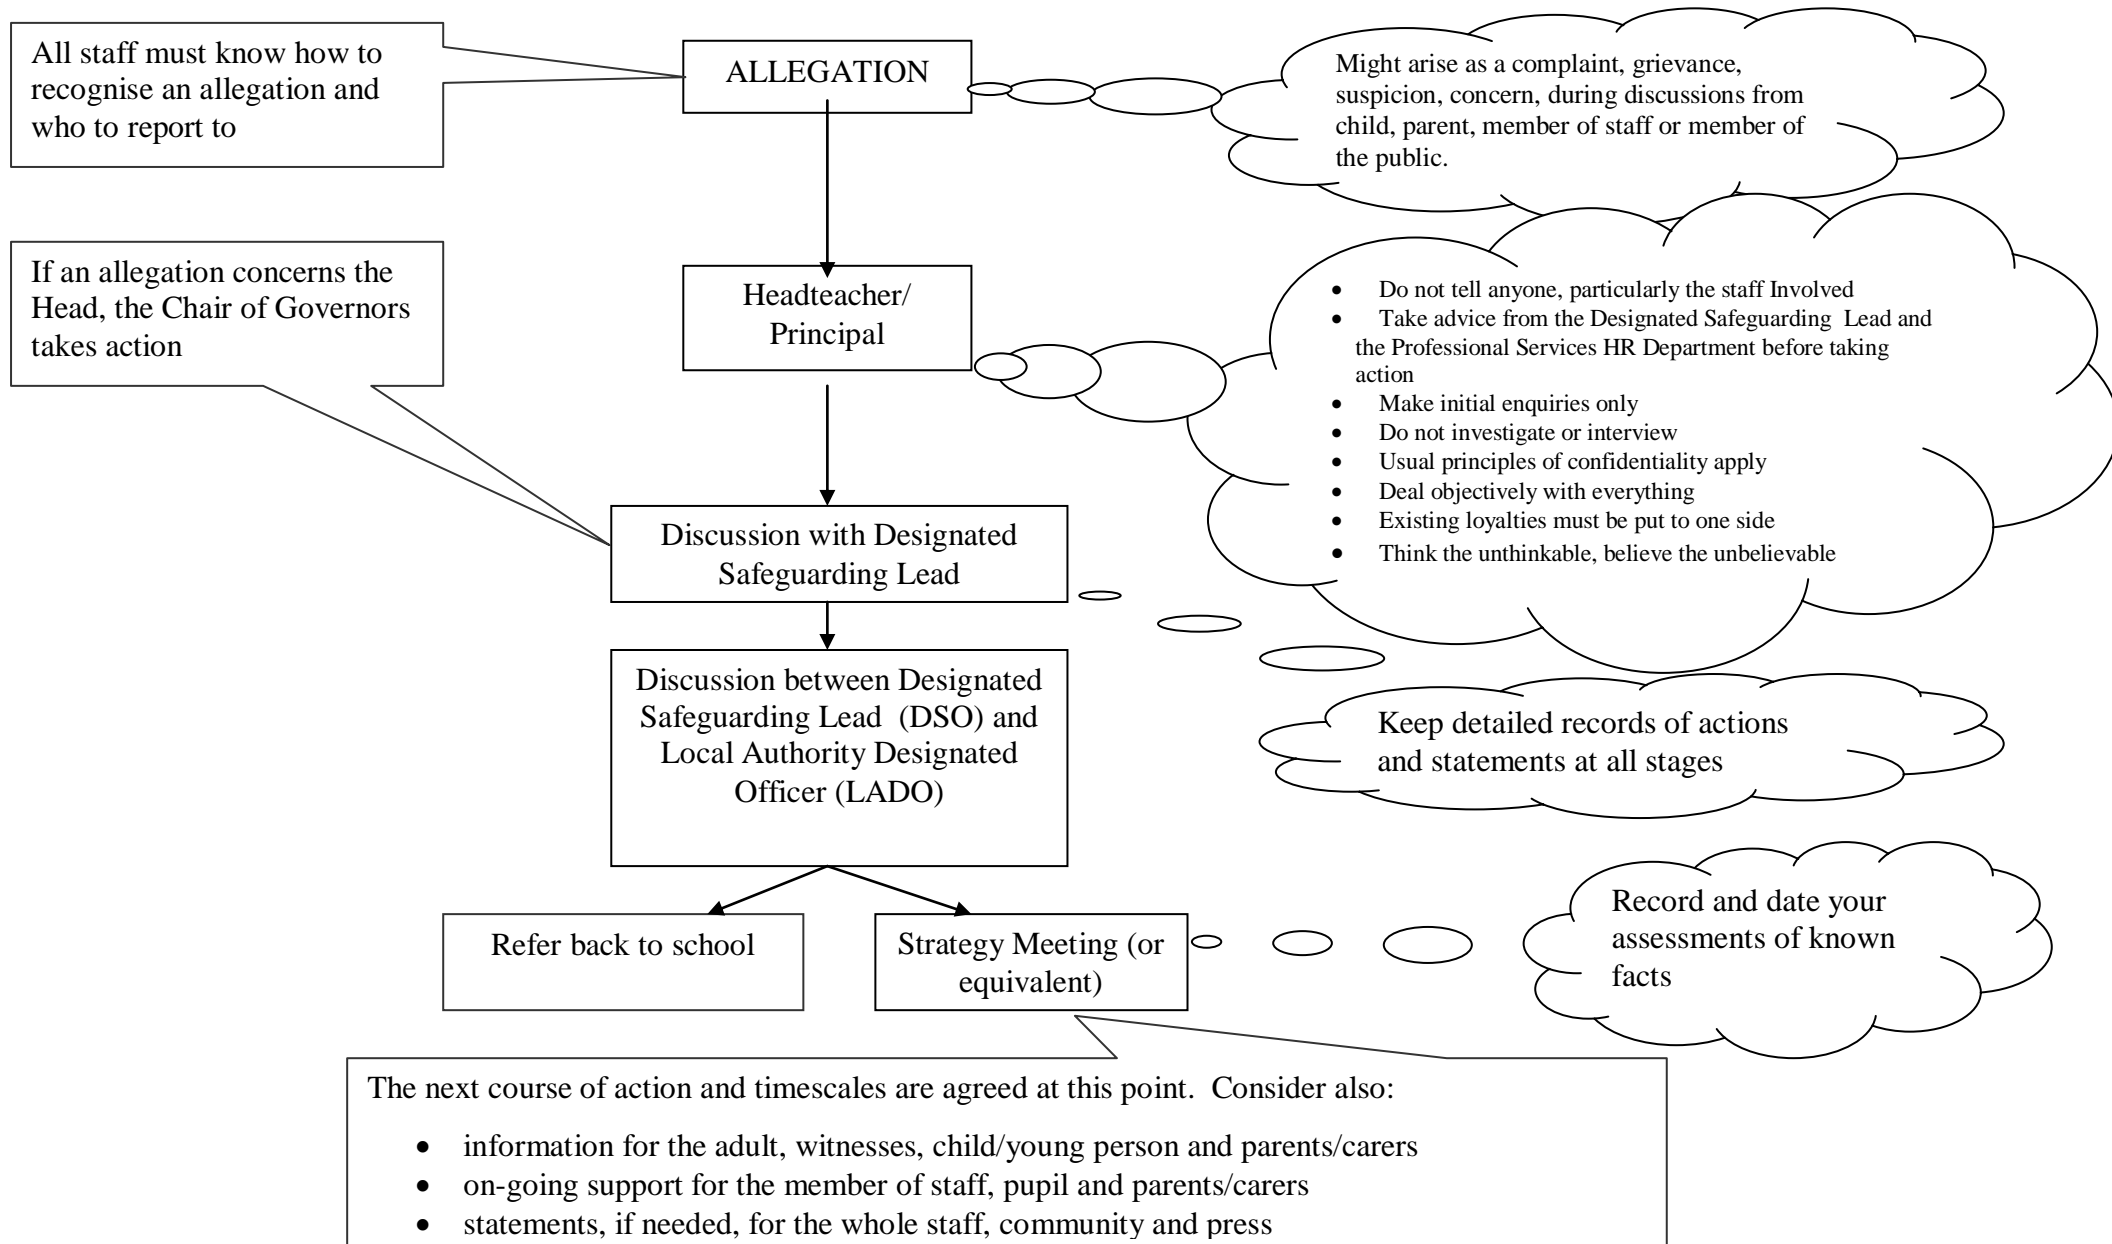 All staff must know how to
recognise an allegation and
who to report to
ALLEGATION
Might arise as a complaint, grievance,
suspicion, concern, during discussions from
child, parent, member of staff or member of
the public.
If an allegation concerns the
Head, the Chair of Governors
takes action
Headteacher/
Principal
• Do not tell anyone, particularly the staff Involved
• Take advice from the Designated Safeguarding Lead and
the Professional Services HR Department before taking
action
• Make initial enquiries only
• Do not investigate or interview
• Usual principles of confidentiality apply
• Deal objectively with everything
• Existing loyalties must be put to one side
• Think the unthinkable, believe the unbelievable
Discussion with Designated
Safeguarding Lead
Discussion between Designated
Safeguarding Lead (DSO) and
Local Authority Designated
Officer (LADO)
Keep detailed records of actions
and statements at all stages
Refer back to school
Strategy Meeting (or
equivalent)
Record and date your
assessments of known
facts
The next course of action and timescales are agreed at this point. Consider also:
• information for the adult, witnesses, child/young person and parents/carers
• on-going support for the member of staff, pupil and parents/carers
• statements, if needed, for the whole staff, community and press